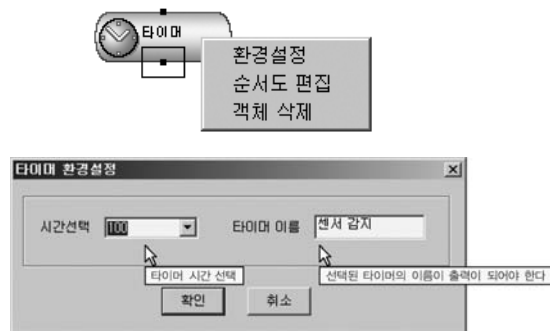 타이머
환경설정
순서도 편집
객체 삭제
타이머 환경설정
시간선택 100 타이머 이름 센서 감지
타이머 시간 선택 선택된 타이머의 이름이 출력이 되어야 한다
확인 취소